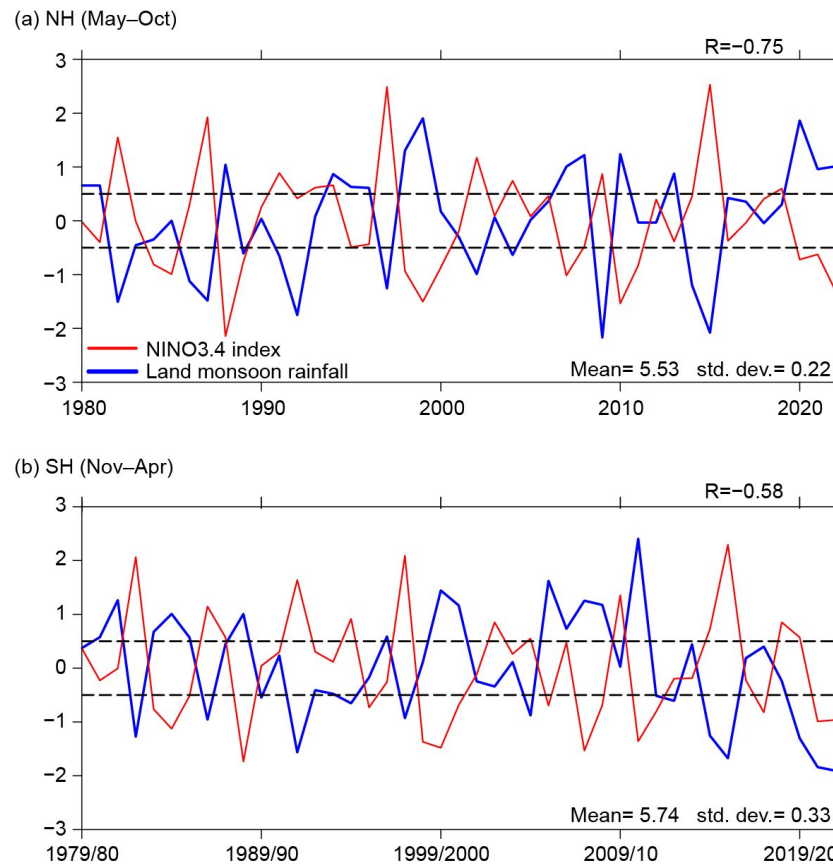 (a) NH (May–Oct)
R=−0.75
3
2
1
0
−1
−2
−3
NINO3.4 index
Land monsoon rainfall
Mean= 5.53 std. dev.= 0.22
1980 1990 2000 2010 2020
(b) SH (Nov–Apr)
R=−0.58
3
2
1
0
−1
−2
−3
Mean= 5.74 std. dev.= 0.33
1979/80 1989/90 1999/2000 2009/10 2019/20